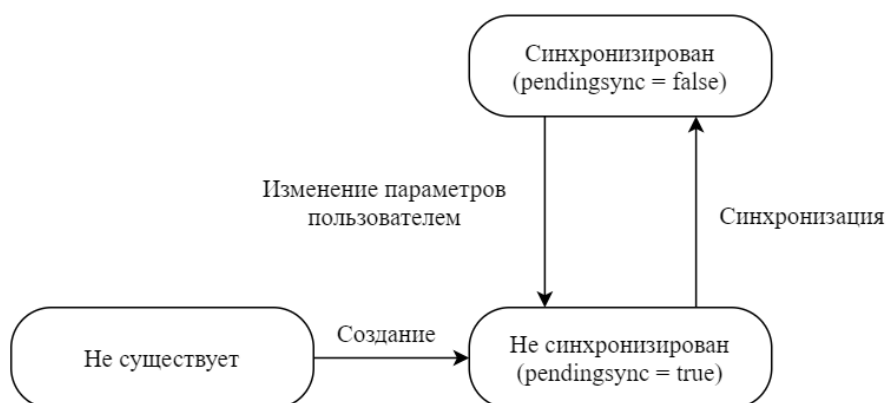 Синхронизирован
(pendingsync = false)
Изменение параметров
пользователем
Синхронизация
Не существует
Создание
Не синхронизирован
(pendingsync = true)